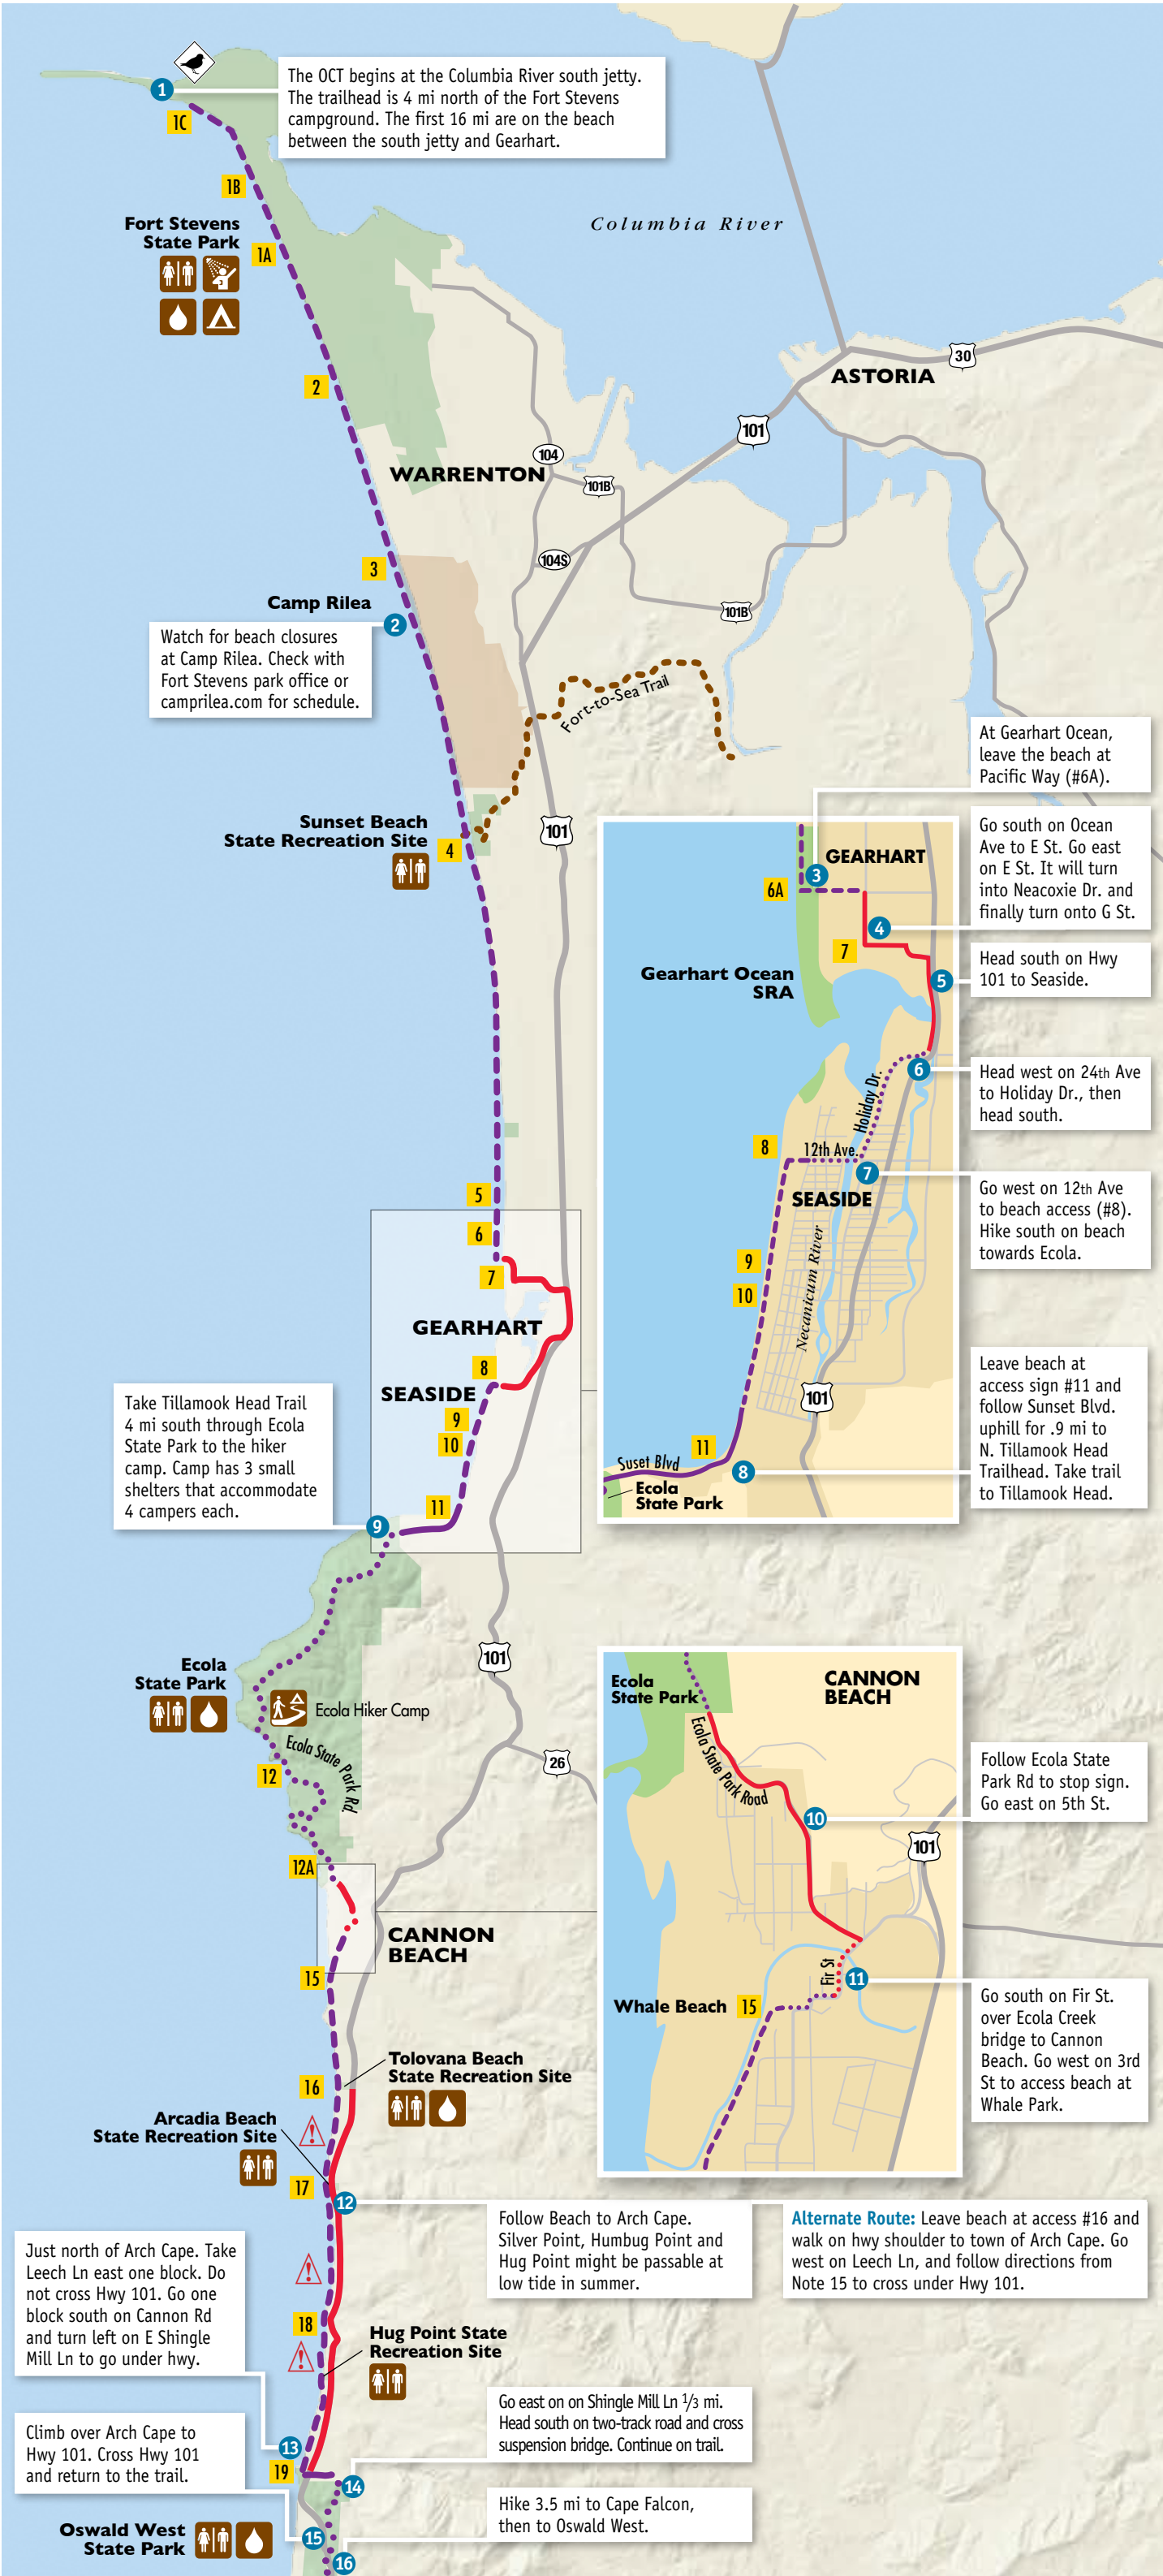 1
The OCT begins at the Columbia River south jetty.
The trailhead is 4 mi north of the Fort Stevens
campground. The first 16 mi are on the beach
between the south jetty and Gearhart.
1C
1B
Fort Stevens
State Park
1A
Columbia River
2
30
ASTORIA
101
WARRENTON
104
101B
104S
3
Camp Rilea
2
101B
Watch for beach closures
at Camp Rilea. Check with
Fort Stevens park office or
camprilea.com for schedule.
Fort-to-Sea Trail
Sunset Beach
State Recreation Site
4
101
At Gearhart Ocean,
leave the beach at
Pacific Way (#6A).
Go south on Ocean
Ave to E St. Go east
on E St. It will turn
into Neacoxie Dr. and
finally turn onto G St.
Head south on Hwy
101 to Seaside.
Head west on 24th Ave
to Holiday Dr., then
head south.
Go west on 12th Ave
to beach access (#8).
Hike south on beach
towards Ecola.
Leave beach at
access sign #11 and
follow Sunset Blvd.
uphill for .9 mi to
N. Tillamook Head
Trailhead. Take trail
to Tillamook Head.
GEARHART
3
6A
4
7
Gearhart Ocean
SRA
5
6
Holiday Dr.
8
12th Ave.
7
SEASIDE
9
10
Necanicum River
101
11
Suset Blvd
8
Ecola
State Park
5
6
7
GEARHART
8
SEASIDE
9
10
11
Take Tillamook Head Trail
4 mi south through Ecola
State Park to the hiker
camp. Camp has 3 small
shelters that accommodate
4 campers each.
9
101
Ecola
State Park
Ecola Hiker Camp
Ecola State Park Rd.
12
26
12A
CANNON
BEACH
15
Ecola
State Park
CANNON
BEACH
Ecola State Park Road
10
101
Fir St
11
Whale Beach
15
Follow Ecola State
Park Rd to stop sign.
Go east on 5th St.
Go south on Fir St.
over Ecola Creek
bridge to Cannon
Beach. Go west on 3rd
St to access beach at
Whale Park.
Tolovana Beach
State Recreation Site
16
!
Arcadia Beach
State Recreation Site
17
12
Follow Beach to Arch Cape.
Silver Point, Humbug Point and
Hug Point might be passable at
low tide in summer.
Alternate Route: Leave beach at access #16 and
walk on hwy shoulder to town of Arch Cape. Go
west on Leech Ln, and follow directions from
Note 15 to cross under Hwy 101.
!
Just north of Arch Cape. Take
Leech Ln east one block. Do
not cross Hwy 101. Go one
block south on Cannon Rd
and turn left on E Shingle
Mill Ln to go under hwy.
18
!
Hug Point State
Recreation Site
Go east on on Shingle Mill Ln 1/3 mi.
Head south on two-track road and cross
suspension bridge. Continue on trail.
13
Climb over Arch Cape to
Hwy 101. Cross Hwy 101
and return to the trail.
19
14
Hike 3.5 mi to Cape Falcon,
then to Oswald West.
Oswald West
State Park
15
16